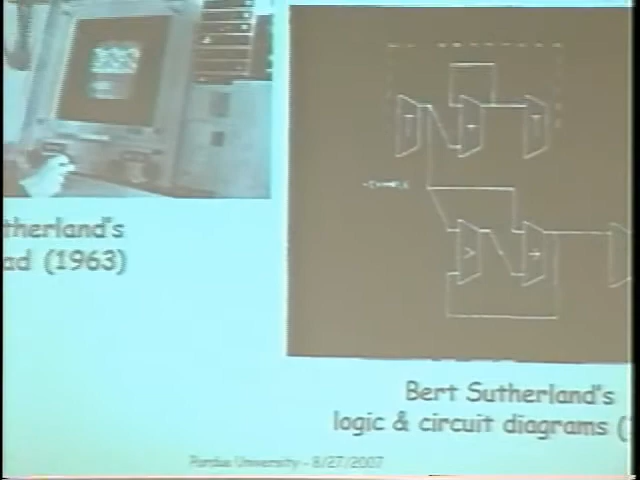 therland's
ad (1963)
Bert Sutherland's
logic & circuit diagrams (
Purdue University - 8/27/2007